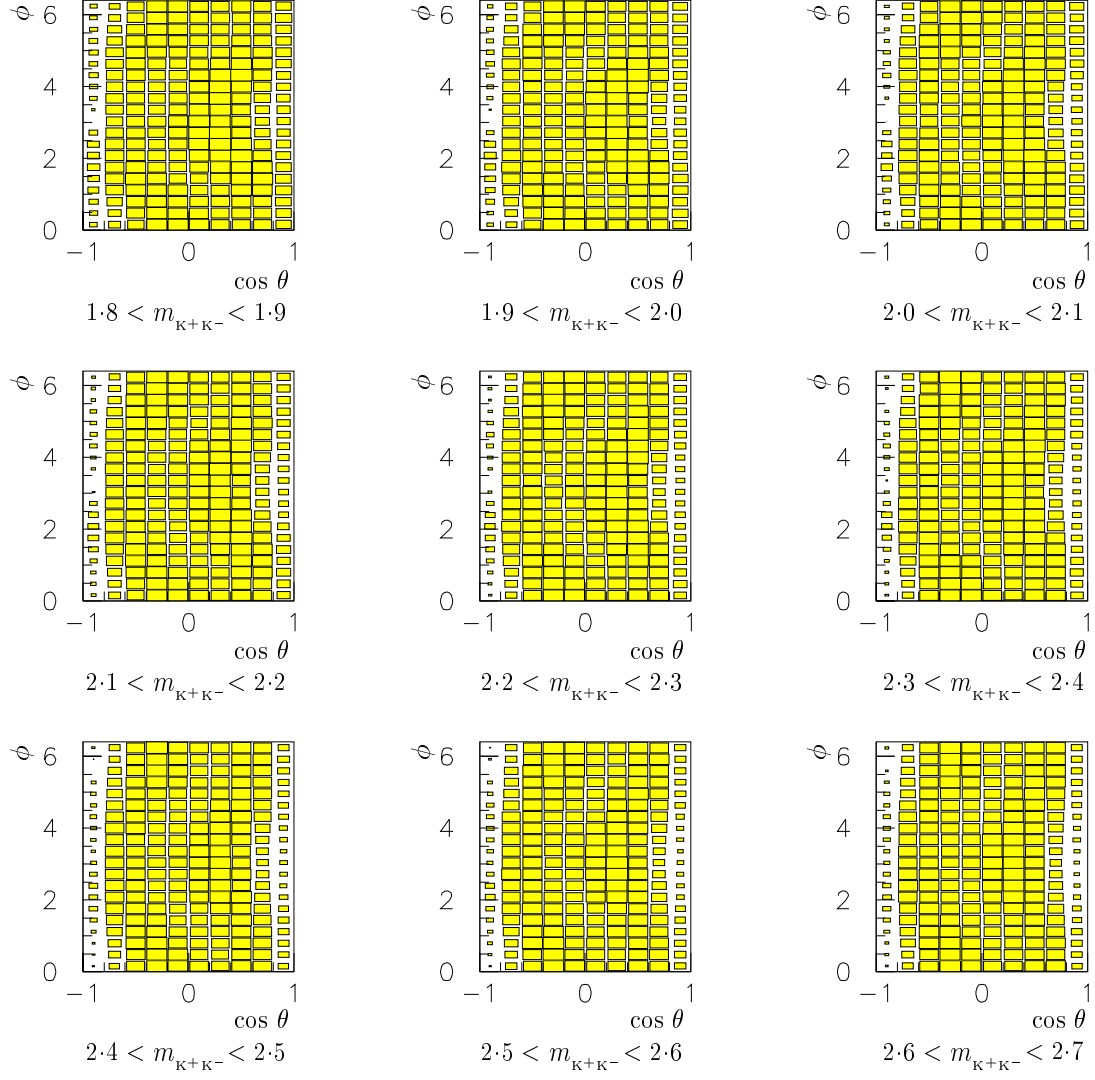 ϕ 6 4 2 0
−1 0 1
cos θ
1·8 < m K+K− < 1·9
ϕ 6 4 2 0
−1 0 1
cos θ
1·9 < m K+K− < 2·0
ϕ 6 4 2 0
−1 0 1
cos θ
2·0 < m K+K− < 2·1
ϕ 6 4 2 0
−1 0 1
cos θ
2·1 < m K+K− < 2·2
ϕ 6 4 2 0
−1 0 1
cos θ
2·2 < m K+K− < 2·3
ϕ 6 4 2 0
−1 0 1
cos θ
2·3 < m K+K− < 2·4
ϕ 6 4 2 0
−1 0 1
cos θ
2·4 < m K+K− < 2·5
ϕ 6 4 2 0
−1 0 1
cos θ
2·5 < m K+K− < 2·6
ϕ 6 4 2 0
−1 0 1
cos θ
2·6 < m K+K− < 2·7